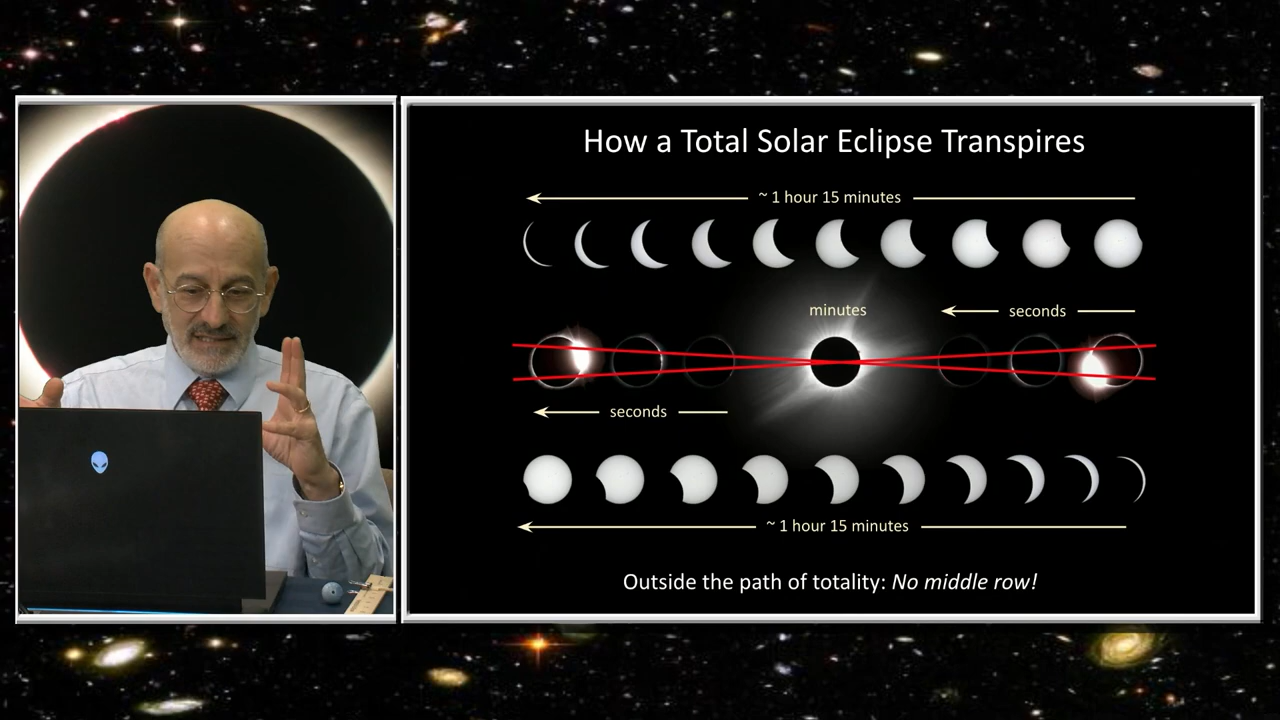 How a Total Solar Eclipse Transpires
~ 1 hour 15 minutes
minutes
seconds
seconds
~ 1 hour 15 minutes
Outside the path of totality: No middle row!